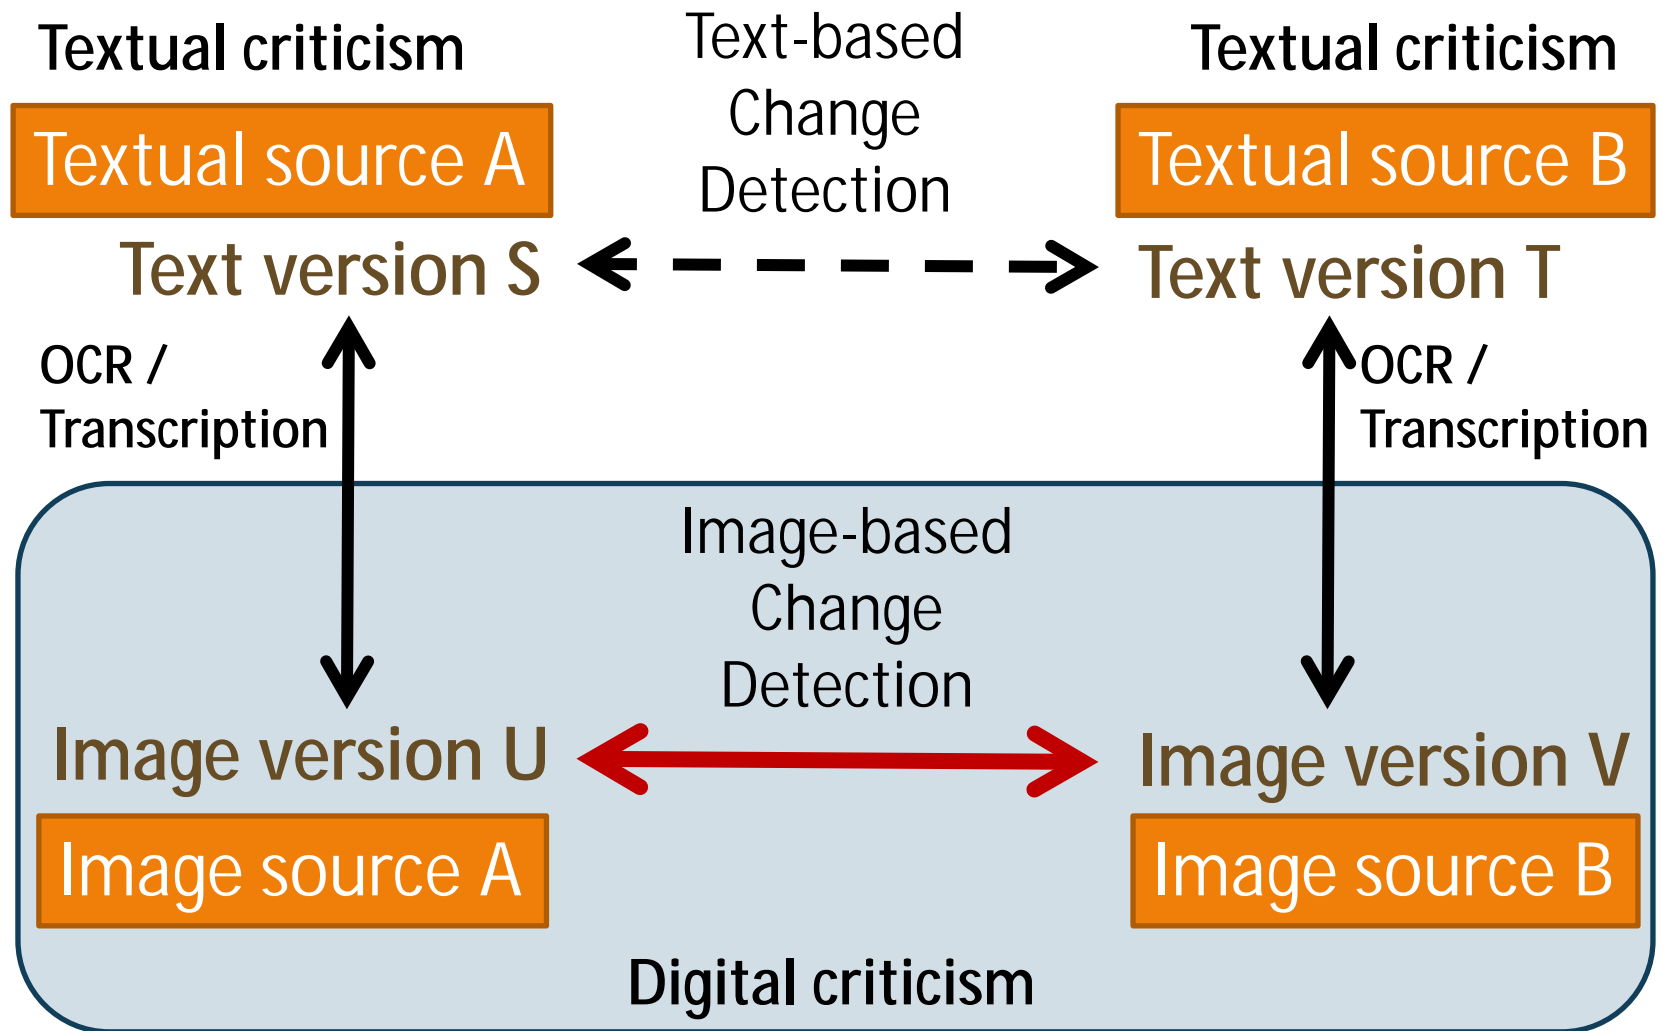 Textual criticism
Text-based
Change
Detection
Textual criticism
Textual source A
Textual source B
Text version S
Text version T
OCR /
Transcription
OCR /
Transcription
Image-based
Change
Detection
Image version U
Image version V
Image source A
Image source B
Digital criticism